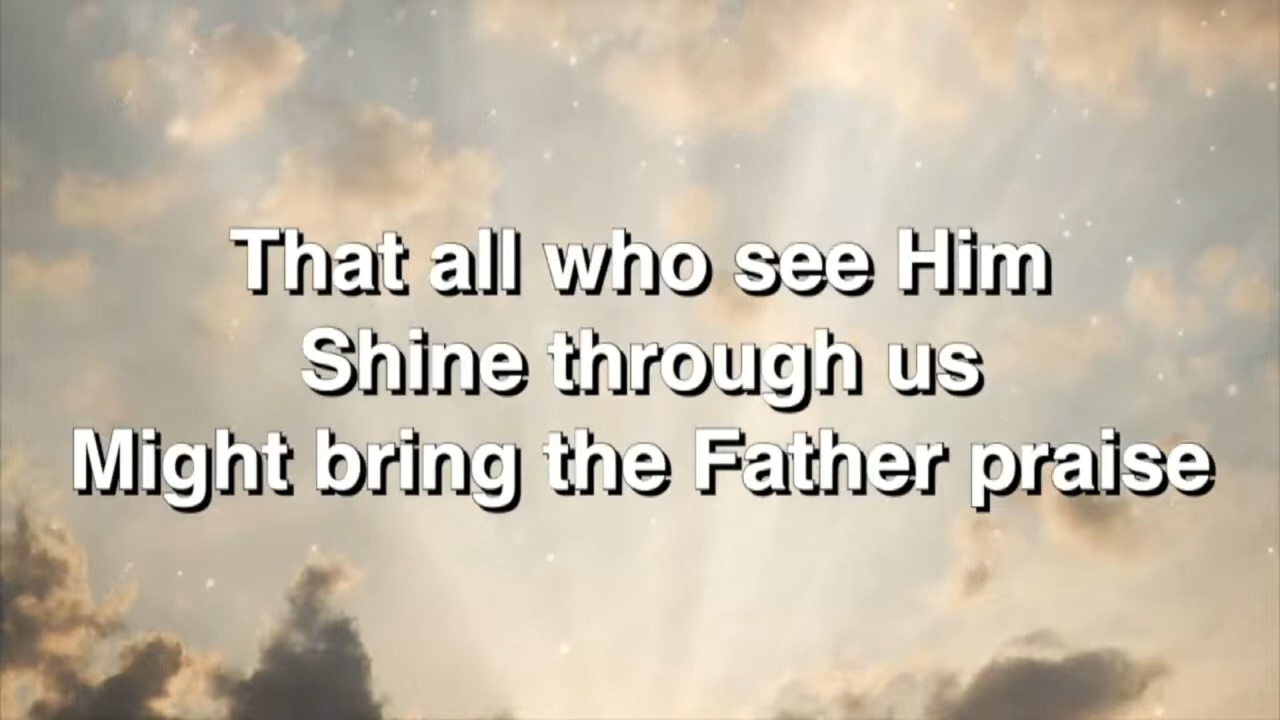 That all who see Him
Shine through us
Might bring the Father praise